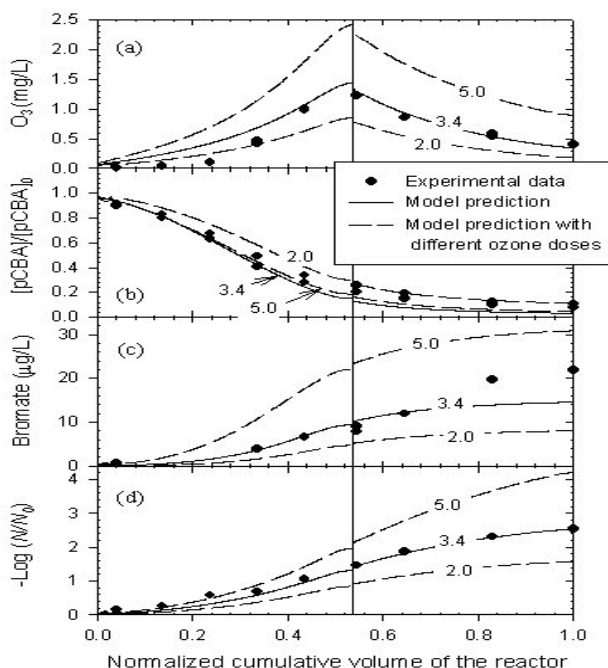 2.5
2.0
1.5
1.0
0.5
0.0
O3 (mg/L)
(a)
5.0
3.4
2.0
Experimental data
Model prediction
Model prediction with
different ozone doses
1.0
0.8
0.6
0.4
0.2
0.0
[pCBA]/[pCBA]0
(b)
2.0
3.4
5.0
30
20
10
0
Bromate (µg/L)
(c)
5.0
3.4
2.0
4
3
2
1
0
-Log (N/N0)
(d)
5.0
3.4
2.0
0.0 0.2 0.4 0.6 0.8 1.0
Normalized cumulative volume of the reactor